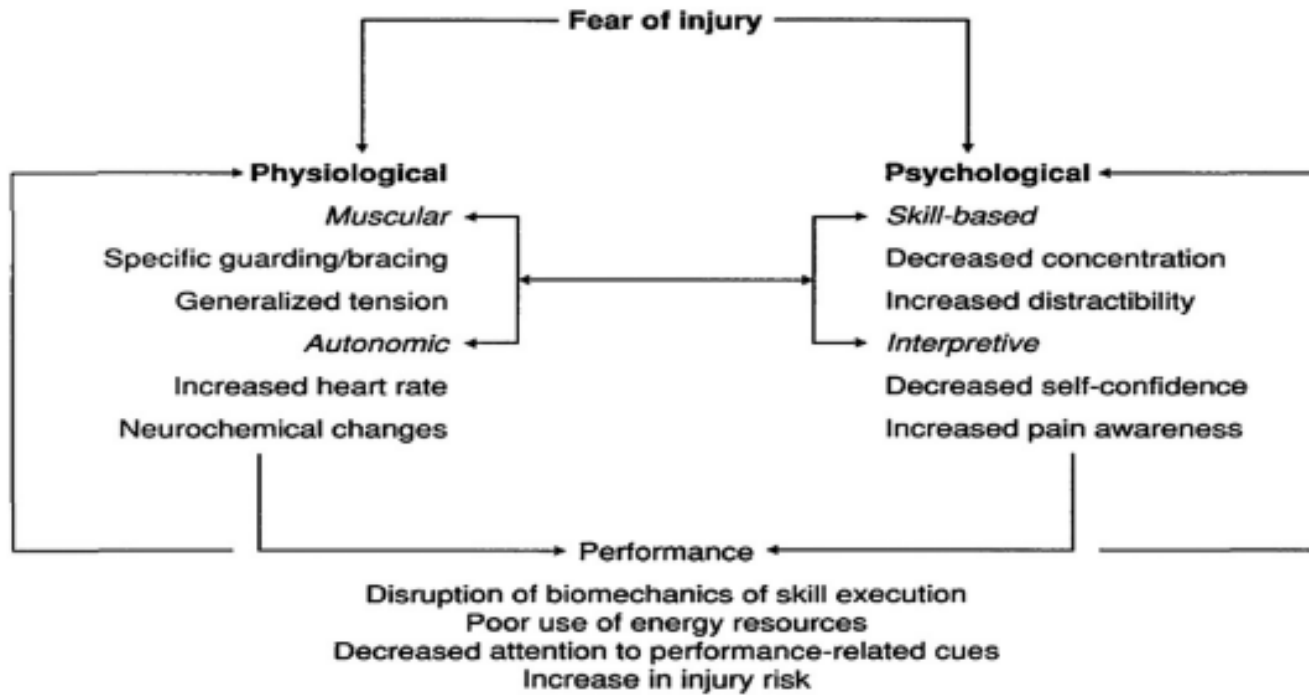 Fear of injury
Physiological
Muscular
Specific guarding/bracing
Generalized tension
Autonomic
Increased heart rate
Neurochemical changes
Psychological
Skill-based
Decreased concentration
Increased distractibility
Interpretive
Decreased self-confidence
Increased pain awareness
Performance
Disruption of biomechanics of skill execution
Poor use of energy resources
Decreased attention to performance-related cues
Increase in injury risk